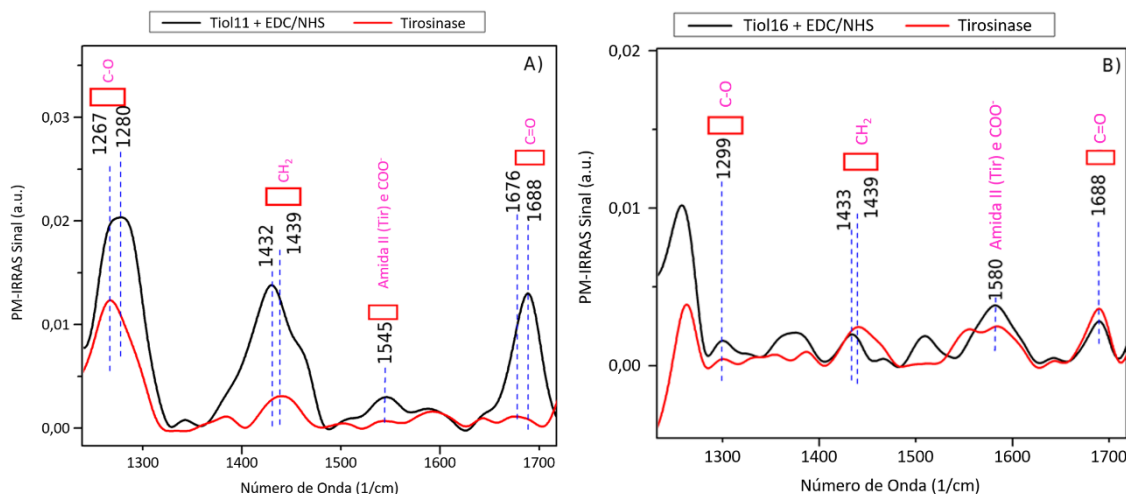 Tiol11 + EDC/NHS
Tirosinase
A)
C-O
1267
1280
CH₂
1432
1439
Amida II (Tir) e COO⁻
1545
C=O
1676
1688
PM-IRRAS Sinal (a.u.)
0,03
0,02
0,01
0,00
1300
1400
1500
1600
1700
Número de Onda (1/cm)
Tiol16 + EDC/NHS
Tirosinase
B)
C-O
1299
CH₂
1433
1439
Amida II (Tir) e COO⁻
1580
C=O
1688
PM-IRRAS Sinal (a.u.)
0,02
0,01
0,00
1300
1400
1500
1600
1700
Número de Onda (1/cm)